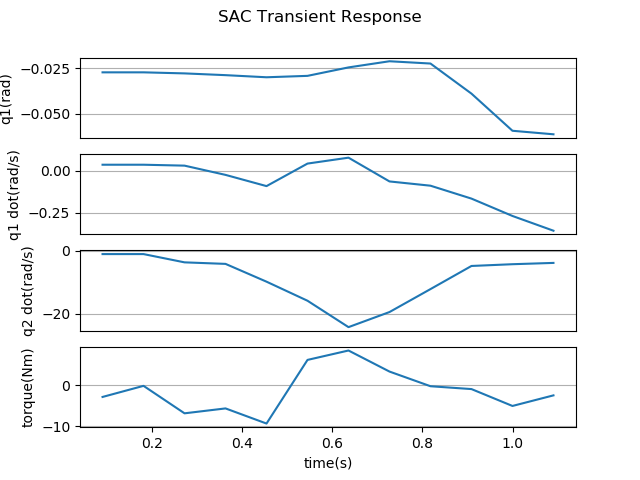 SAC Transient Response
q1(rad)
−0.025
−0.050
q1 dot(rad/s)
0.00
−0.25
q2 dot(rad/s)
0
−20
torque(Nm)
0
−10
0.2 0.4 0.6 0.8 1.0
time(s)